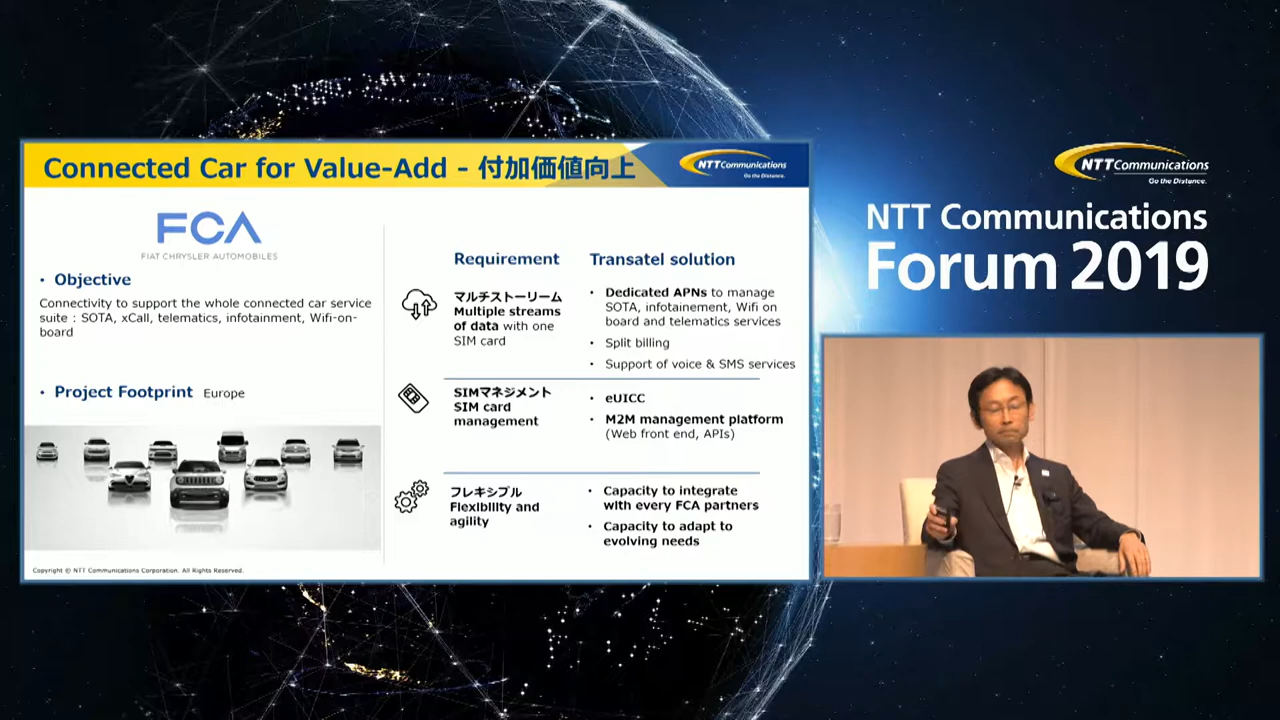 Connected Car for Value-Add - 付加価値向上
NTT Communications
Go the Distance.
FCA
FIAT CHRYSLER AUTOMOBILES
• Objective
Connectivity to support the whole connected car service
suite : SOTA, xCall, telematics, infotainment, Wifi-on-
board
• Project Footprint Europe
Requirement
Transatel solution
マルチストーリーム
Multiple streams
of data with one
SIM card
• Dedicated APNs to manage
SOTA, infotainement, Wifi on
board and telematics services
• Split billing
• Support of voice & SMS services
SIMマネジメント
SIM card
management
• eUICC
• M2M management platform
(Web front end, APIs)
フレキシブル
Flexibility and
agility
• Capacity to integrate
with every FCA partners
• Capacity to adapt to
evolving needs
Copyright © NTT Communications Corporation. All Rights Reserved.
NTT Communications
Go the Distance.
NTT Communications
Forum 2019